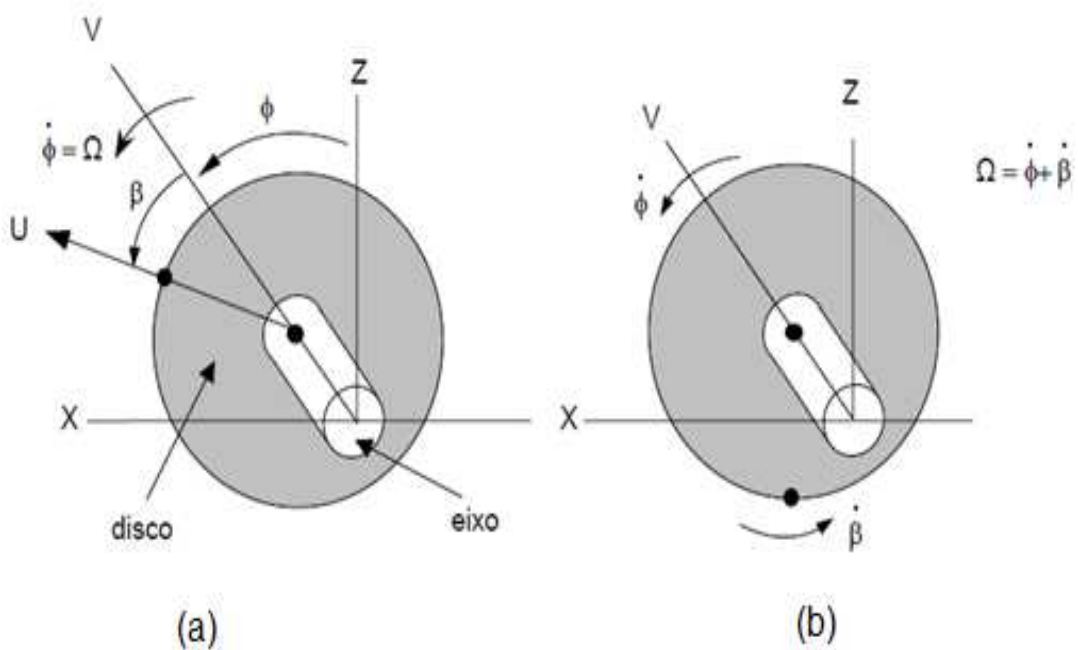 V
Z
ϕ
ϕ̇ = Ω
β
U
X
disco
eixo
(a)
V
Z
ϕ̇
Ω = ϕ̇ + β̇
X
β̇
(b)